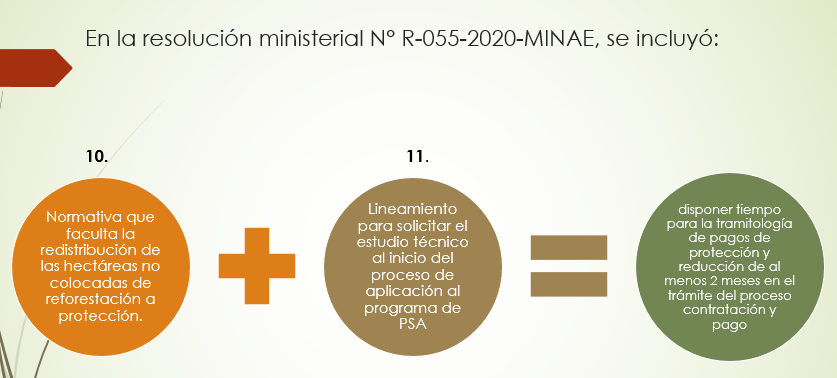 En la resolución ministerial N° R-055-2020-MINAE, se incluyó:
10.
Normativa que
faculta la
redistribución de
las hectáreas no
colocadas de
reforestación a
protección.
11.
Lineamiento
para solicitar el
estudio técnico
al inicio del
proceso de
aplicación al
programa de
PSA
disponer tiempo
para la tramitología
de pagos de
protección y
reducción de al
menos 2 meses en el
trámite del proceso
contratación y
pago